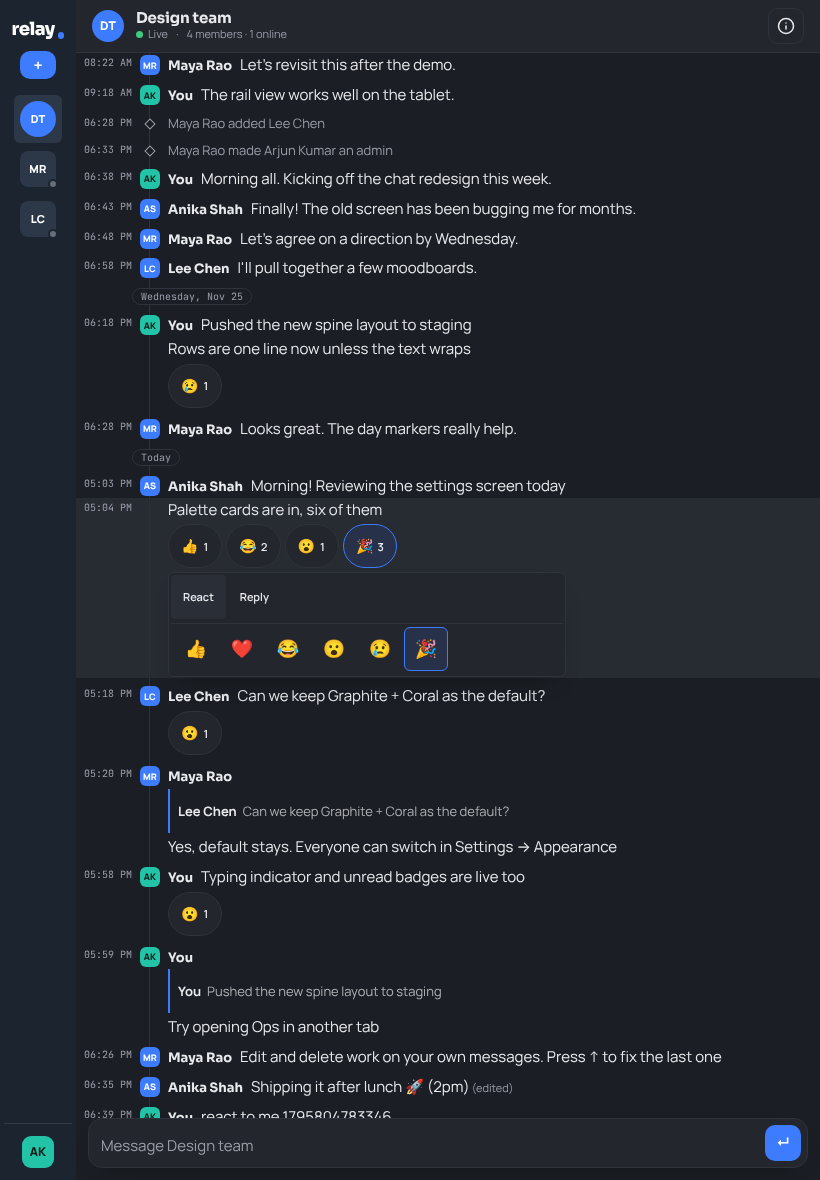 relay.
DT
Design team
Live · 4 members · 1 online
+
DT
MR
LC
AK
08:22 AM MR Maya Rao Let's revisit this after the demo.
09:18 AM AK You The rail view works well on the tablet.
06:28 PM Maya Rao added Lee Chen
06:33 PM Maya Rao made Arjun Kumar an admin
06:38 PM AK You Morning all. Kicking off the chat redesign this week.
06:43 PM AS Anika Shah Finally! The old screen has been bugging me for months.
06:48 PM MR Maya Rao Let's agree on a direction by Wednesday.
06:58 PM LC Lee Chen I'll pull together a few moodboards.
Wednesday, Nov 25
06:18 PM AK You Pushed the new spine layout to staging
Rows are one line now unless the text wraps
😢 1
06:28 PM MR Maya Rao Looks great. The day markers really help.
Today
05:03 PM AS Anika Shah Morning! Reviewing the settings screen today
05:04 PM Palette cards are in, six of them
👍 1 😂 2 😮 1 🎉 3
React Reply
👍 ❤️ 😂 😮 😢 🎉
05:18 PM LC Lee Chen Can we keep Graphite + Coral as the default?
😮 1
05:20 PM MR Maya Rao
Lee Chen Can we keep Graphite + Coral as the default?
Yes, default stays. Everyone can switch in Settings → Appearance
05:58 PM AK You Typing indicator and unread badges are live too
😮 1
05:59 PM AK You
You Pushed the new spine layout to staging
Try opening Ops in another tab
06:26 PM MR Maya Rao Edit and delete work on your own messages. Press ↑ to fix the last one
06:35 PM AS Anika Shah Shipping it after lunch 🚀 (2pm) (edited)
06:39 PM AK You react to me 1795804783346
Message Design team